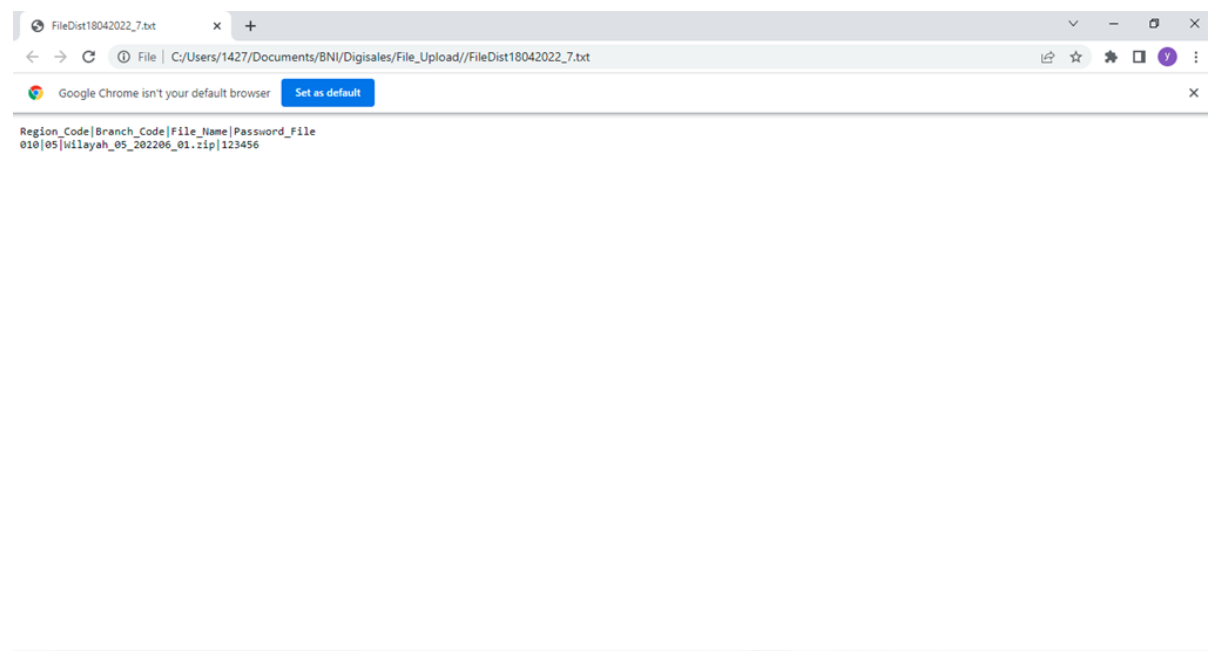 FileDist18042022_7.txt
File | C:/Users/1427/Documents/BNI/Digisales/File_Upload//FileDist18042022_7.txt
y
Google Chrome isn't your default browser Set as default
Region_Code|Branch_Code|File_Name|Password_File
010|05|Wilayah_05_202206_01.zip|123456